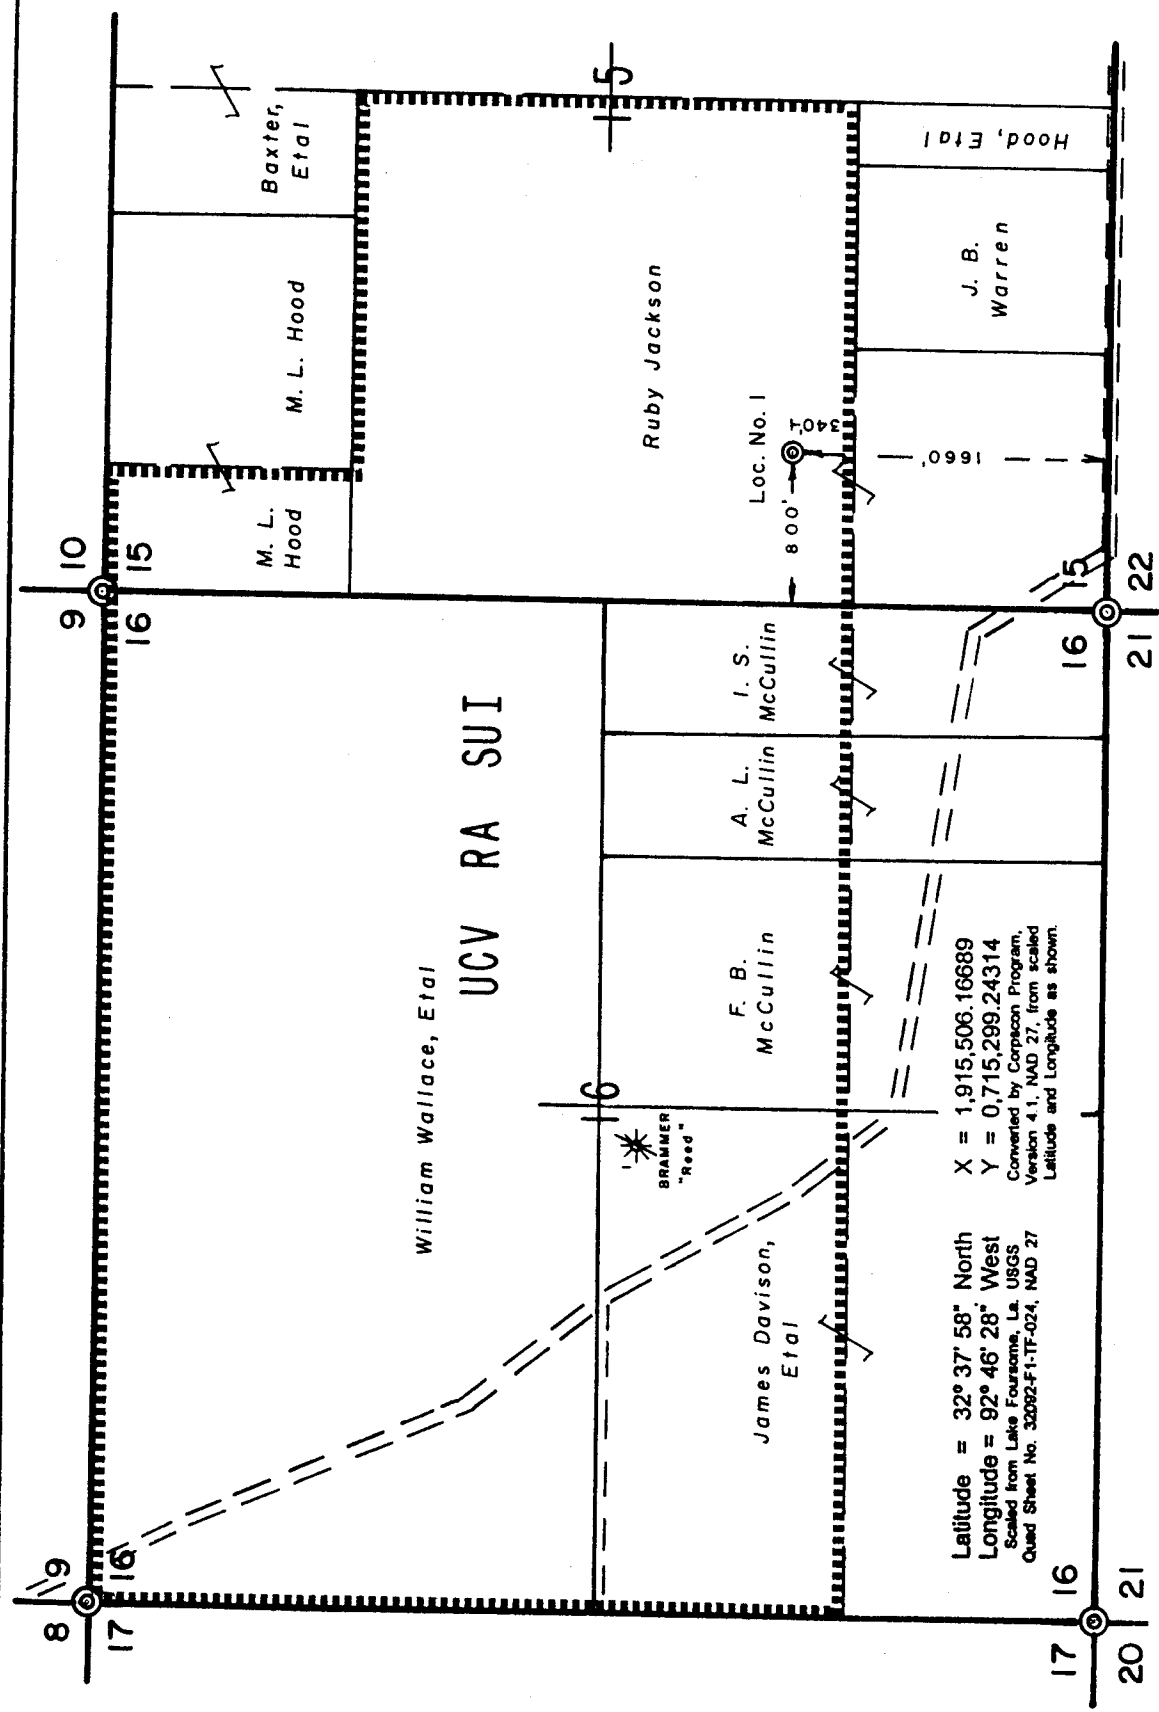 8
9
17
16
9
10
16
15
Baxter,
Etal
M. L. Hood
M. L.
Hood
5
William Wallace, Etal
UCV RA SUI
Ruby Jackson
6
1
BRAMMER
"Reed"
James Davison,
Etal
F. B.
McCullin
A. L.
McCullin
I. S.
McCullin
Loc. No. 1
800'
340'±
1660'
J. B.
Warren
Hood, Etal
Latitude = 32° 37' 58" North
Longitude = 92° 46' 28" West
Scaled from Lake Foursome, La. USGS
Quad Sheet No. 32092-F1-TF-024, NAD 27
X = 1,915,506.16689
Y = 0,715,299.24314
Converted by Corpscon Program,
Version 4.1, NAD 27, from scaled
Latitude and Longitude as shown.
17
16
20
21
16
15
21
22